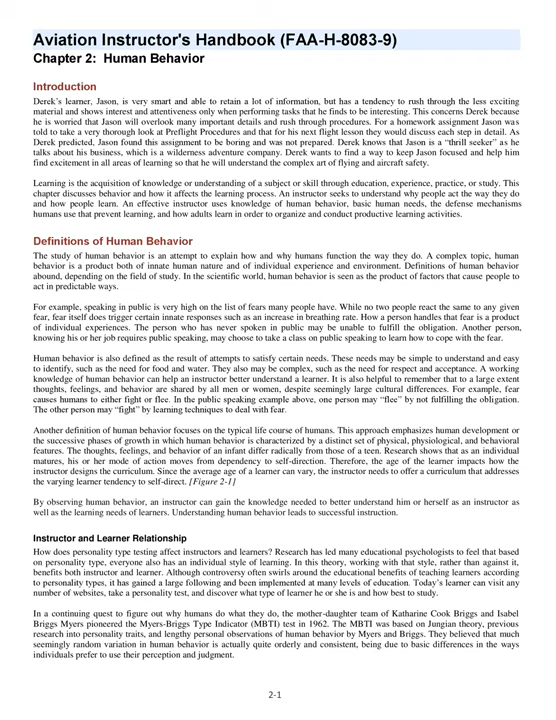 Aviation Instructor's Handbook (FAA-H-8083-9)
Chapter 2:  Human Behavior
Introduction
Derek's learner, Jason, is very smart and able to retain a lot of information, but has a tendency to rush through the less exciting
material and shows interest and attentiveness only when performing tasks that he finds to be interesting. This concerns Derek because
he is worried that Jason will overlook many important details and rush through procedures. For a homework assignment Jason was
told to take a very thorough look at Preflight Procedures and that for his next flight lesson they would discuss each step in detail. As
Derek predicted, Jason found this assignment to be boring and was not prepared. Derek knows that Jason is a “thrill seeker” as he
talks about his business, which is a wilderness adventure company. Derek wants to find a way to keep Jason focused and help him
find excitement in all areas of learning so that he will understand the complex art of flying and aircraft safety.
Learning is the acquisition of knowledge or understanding of a subject or skill through education, experience, practice, or study. This
chapter discusses behavior and how it affects the learning process. An instructor seeks to understand why people act the way they do
and how people learn. An effective instructor uses knowledge of human behavior, basic human needs, the defense mechanisms
humans use that prevent learning, and how adults learn in order to organize and conduct productive learning activities.
Definitions of Human Behavior
The study of human behavior is an attempt to explain how and why humans function the way they do. A complex topic, human
behavior is a product both of innate human nature and of individual experience and environment. Definitions of human behavior
abound, depending on the field of study. In the scientific world, human behavior is seen as the product of factors that cause people to
act in predictable ways.
For example, speaking in public is very high on the list of fears many people have. While no two people react the same to any given
fear, fear itself does trigger certain innate responses such as an increase in breathing rate. How a person handles that fear is a product
of individual experiences. The person who has never spoken in public may be unable to fulfill the obligation. Another person,
knowing his or her job requires public speaking, may choose to take a class on public speaking to learn how to cope with the fear.
Human behavior is also defined as the result of attempts to satisfy certain needs. These needs may be simple to understand and easy
to identify, such as the need for food and water. They also may be complex, such as the need for respect and acceptance. A working
knowledge of human behavior can help an instructor better understand a learner. It is also helpful to remember that to a large extent
thoughts, feelings, and behavior are shared by all men or women, despite seemingly large cultural differences. For example, fear
causes humans to either fight or flee. In the public speaking example above, one person may “flee” by not fulfilling the obligation.
The other person may “fight” by learning techniques to deal with fear.
Another definition of human behavior focuses on the typical life course of humans. This approach emphasizes human development or
the successive phases of growth in which human behavior is characterized by a distinct set of physical, physiological, and behavioral
features. The thoughts, feelings, and behavior of an infant differ radically from those of a teen. Research shows that as an individual
matures, his or her mode of action moves from dependency to self-direction. Therefore, the age of the learner impacts how the
instructor designs the curriculum. Since the average age of a learner can vary, the instructor needs to offer a curriculum that addresses
the varying learner tendency to self-direct. [Figure 2-1]
By observing human behavior, an instructor can gain the knowledge needed to better understand him or herself as an instructor as
well as the learning needs of learners. Understanding human behavior leads to successful instruction.
Instructor and Learner Relationship
How does personality type testing affect instructors and learners? Research has led many educational psychologists to feel that based
on personality type, everyone also has an individual style of learning. In this theory, working with that style, rather than against it,
benefits both instructor and learner. Although controversy often swirls around the educational benefits of teaching learners according
to personality types, it has gained a large following and been implemented at many levels of education. Today's learner can visit any
number of websites, take a personality test, and discover what type of learner he or she is and how best to study.
In a continuing quest to figure out why humans do what they do, the mother-daughter team of Katharine Cook Briggs and Isabel
Briggs Myers pioneered the Myers-Briggs Type Indicator (MBTI) test in 1962. The MBTI was based on Jungian theory, previous
research into personality traits, and lengthy personal observations of human behavior by Myers and Briggs. They believed that much
seemingly random variation in human behavior is actually quite orderly and consistent, being due to basic differences in the ways
individuals prefer to use their perception and judgment.
2-1